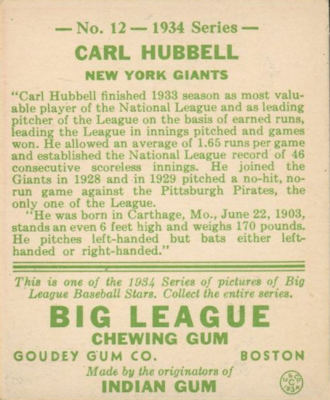 No. 12 — 1934 Series
CARL HUBBELL
NEW YORK GIANTS
"Carl Hubbell finished 1933 season as most valu-
able player of the National League and as leading
pitcher of the League on the basis of earned runs,
leading the League in innings pitched and games
won. He allowed an average of 1.65 runs per game
and established the National League record of 46
consecutive scoreless innings. He joined the
Giants in 1928 and in 1929 pitched a no-hit, no-
run game against the Pittsburgh Pirates, the
only one of the League.
"He was born in Carthage, Mo., June 22, 1903,
stands an even 6 feet high and weighs 170 pounds.
He pitches left-handed but bats either left-
handed or right-handed."
This is one of the 1934 Series of pictures of Big
League Baseball Stars. Collect the entire series.
BIG LEAGUE
CHEWING GUM
GOUDEY GUM CO. BOSTON
Made by the originators of
INDIAN GUM